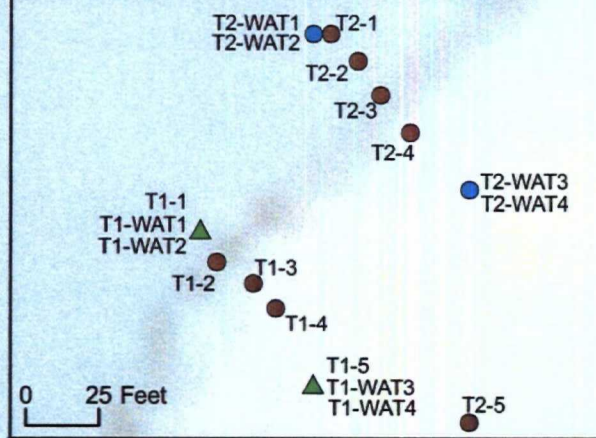 T2-WAT1
T2-WAT2
T2-1
T2-2
T2-3
T2-4
T2-WAT3
T2-WAT4
T1-1
T1-WAT1
T1-WAT2
T1-2
T1-3
T1-4
T1-5
T1-WAT3
T1-WAT4
T2-5
0 25 Feet